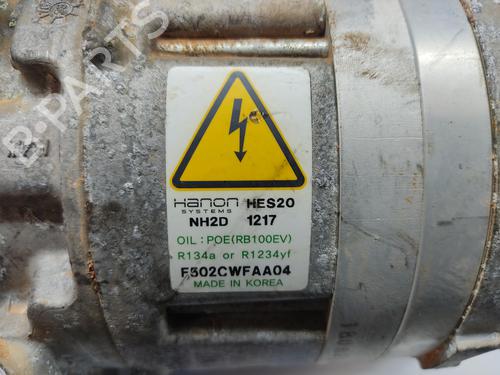 B-PARTS
hanon HES20
SYSTEMS
NH2D 1217
OIL : POE(RB100EV)
R134a or R1234yf
F502CWFAA04
MADE IN KOREA